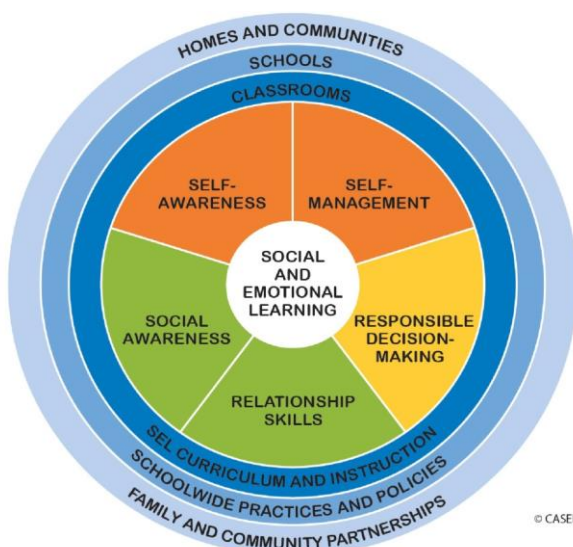 HOMES AND COMMUNITIES
SCHOOLS
CLASSROOMS
SELF-
AWARENESS
SELF-
MANAGEMENT
SOCIAL
AND
EMOTIONAL
LEARNING
SOCIAL
AWARENESS
RESPONSIBLE
DECISION-
MAKING
RELATIONSHIP
SKILLS
SEL CURRICULUM AND INSTRUCTION
SCHOOLWIDE PRACTICES AND POLICIES
FAMILY AND COMMUNITY PARTNERSHIPS
©